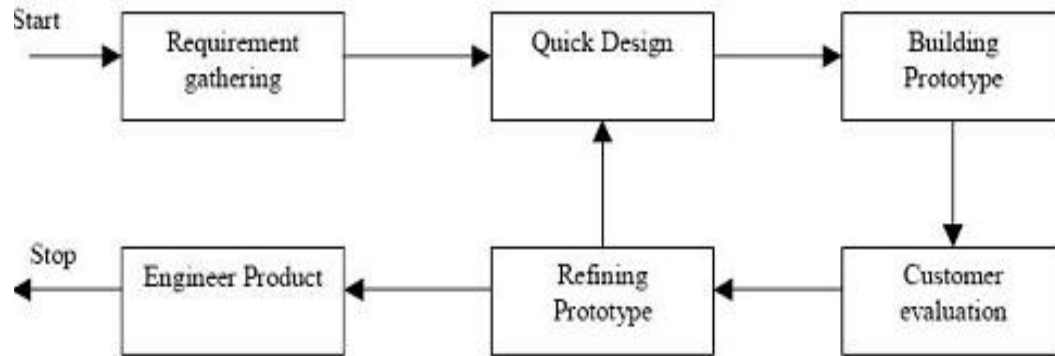 Start
Requirement
gathering
Quick Design
Building
Prototype
Stop
Engineer Product
Refining
Prototype
Customer
evaluation